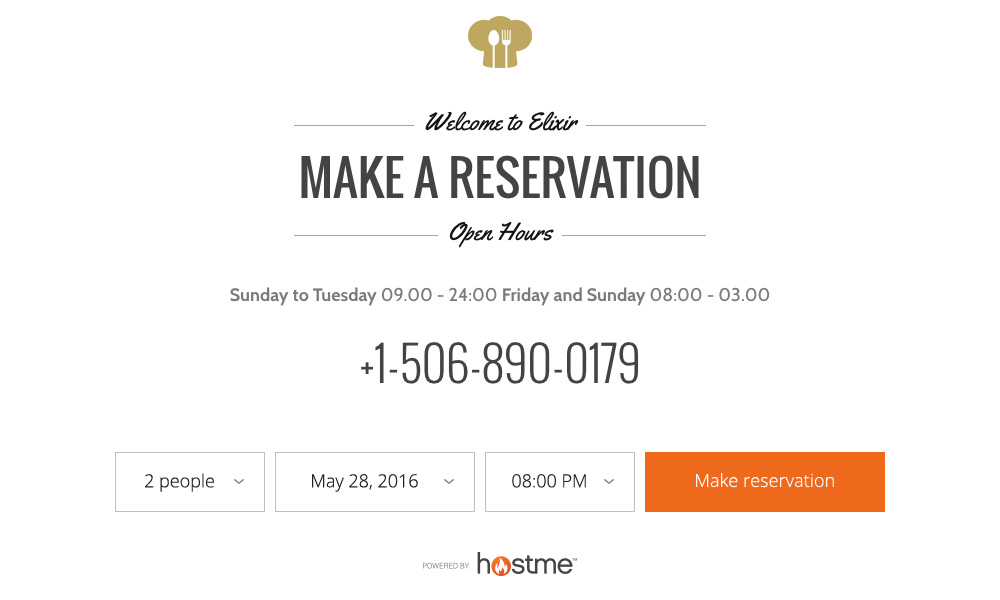 Welcome to Elixir
MAKE A RESERVATION
Open Hours
Sunday to Tuesday 09.00 - 24:00 Friday and Sunday 08:00 - 03.00
+1-506-890-0179
2 people
May 28, 2016
08:00 PM
Make reservation
POWERED BY hostme™